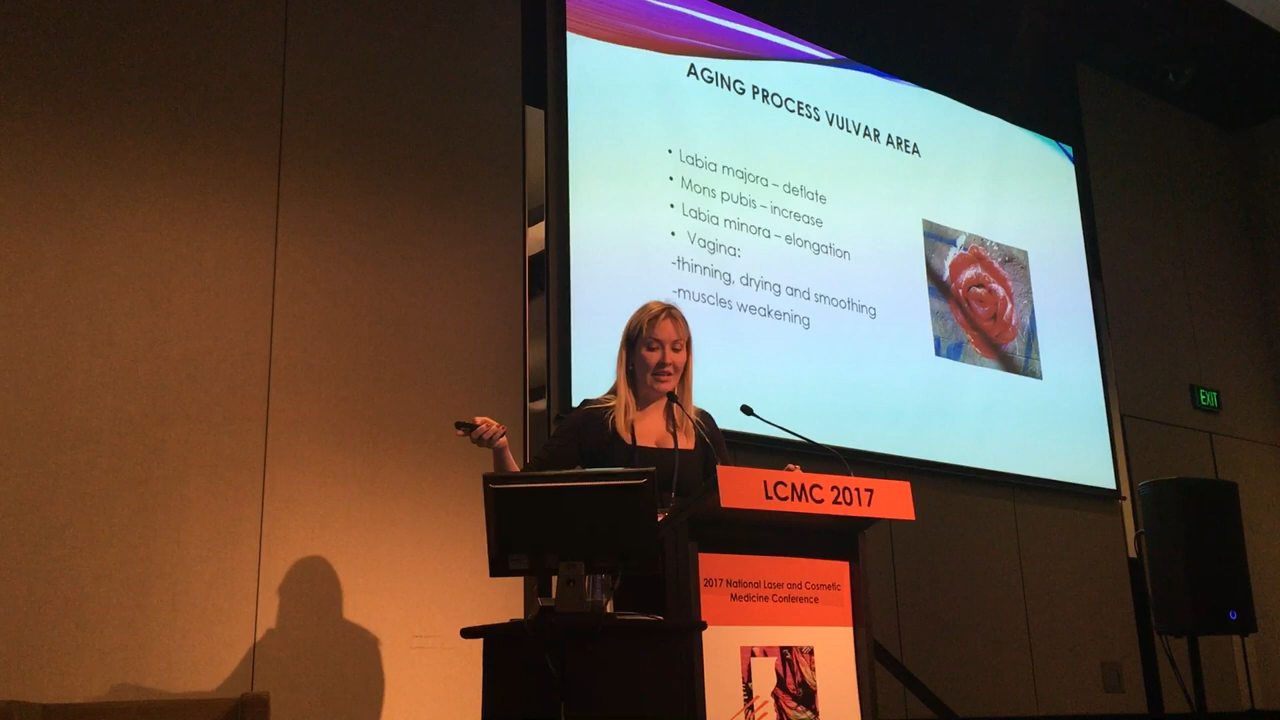 AGING PROCESS VULVAR AREA
• Labia majora – deflate
• Mons pubis – increase
• Labia minora – elongation
• Vagina:
-thinning, drying and smoothing
-muscles weakening
EXIT
LCMC 2017
2017 National Laser and Cosmetic
Medicine Conference